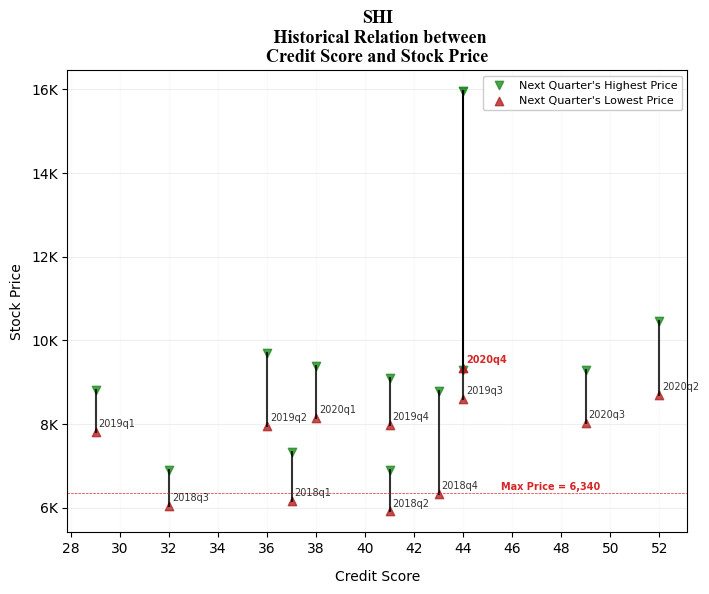 SHI
Historical Relation between
Credit Score and Stock Price
Next Quarter's Highest Price
Next Quarter's Lowest Price
16K
14K
12K
10K
8K
6K
Stock Price
2020q4
2020q2
2019q3
2020q3
2020q1
2019q4
2019q2
2019q1
2018q4
Max Price = 6,340
2018q1
2018q3
2018q2
28 30 32 34 36 38 40 42 44 46 48 50 52
Credit Score